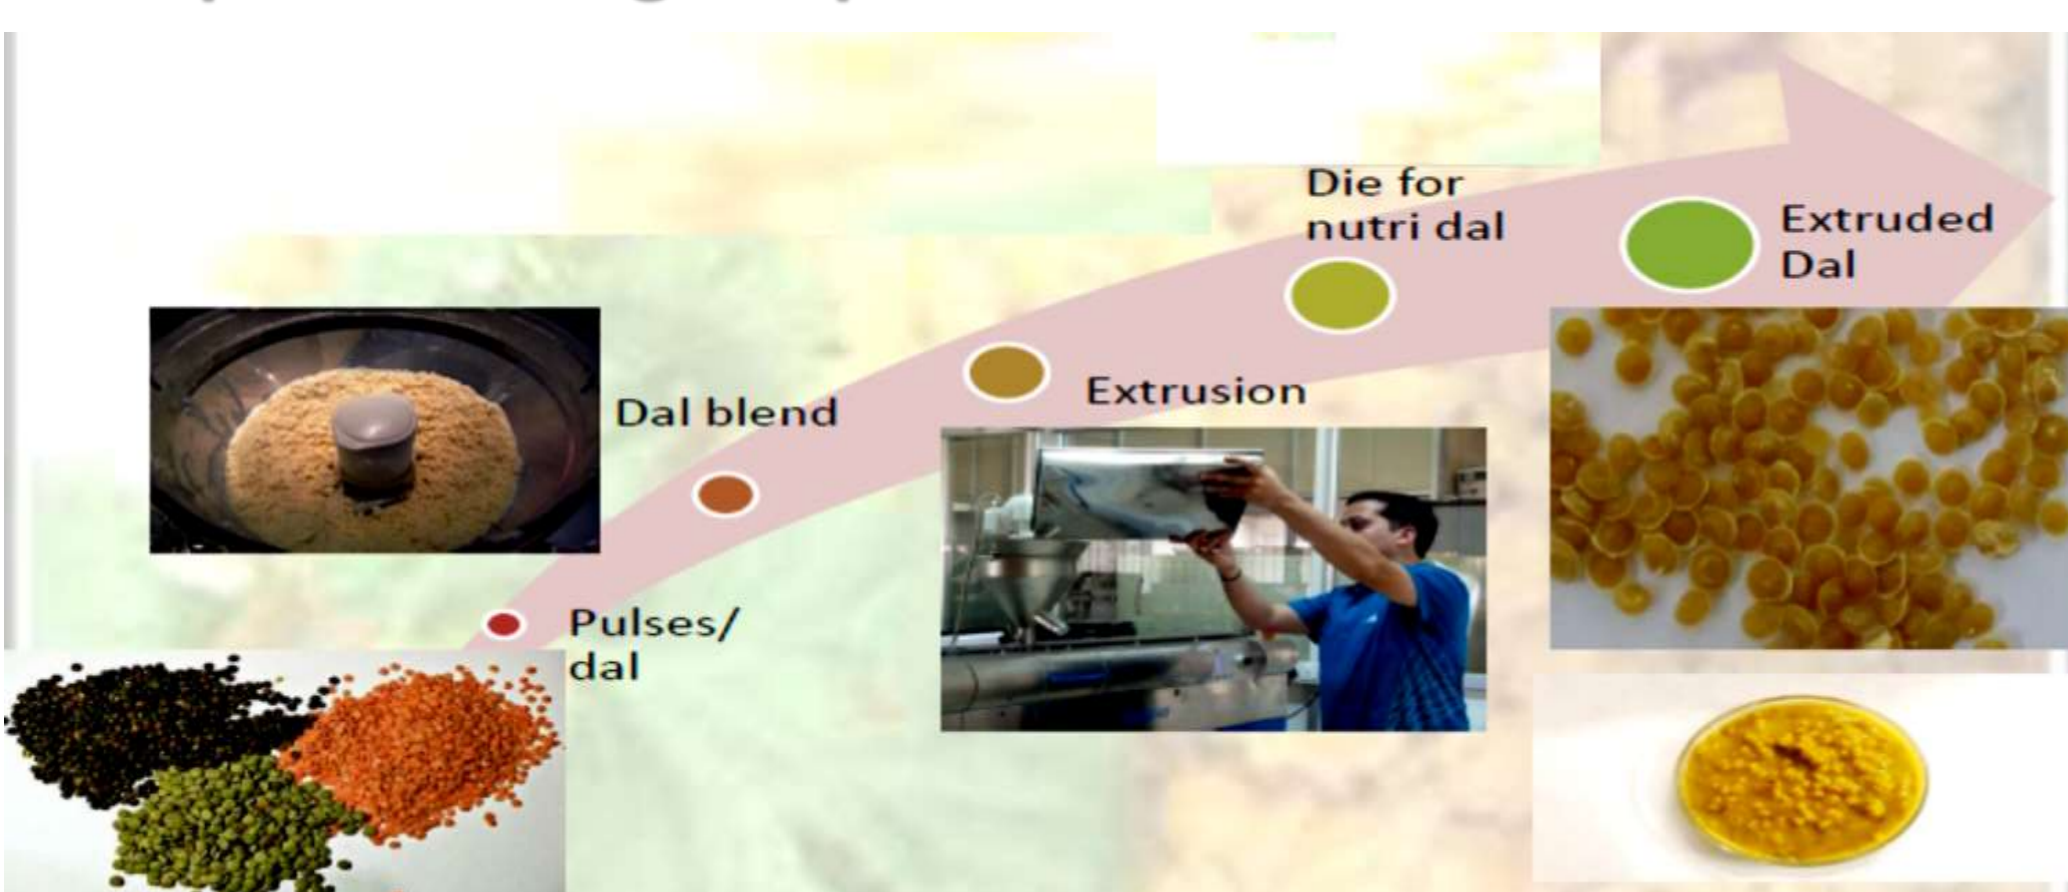 Die for
nutri dal
Extruded
Dal
Dal blend
Extrusion
Pulses/
dal